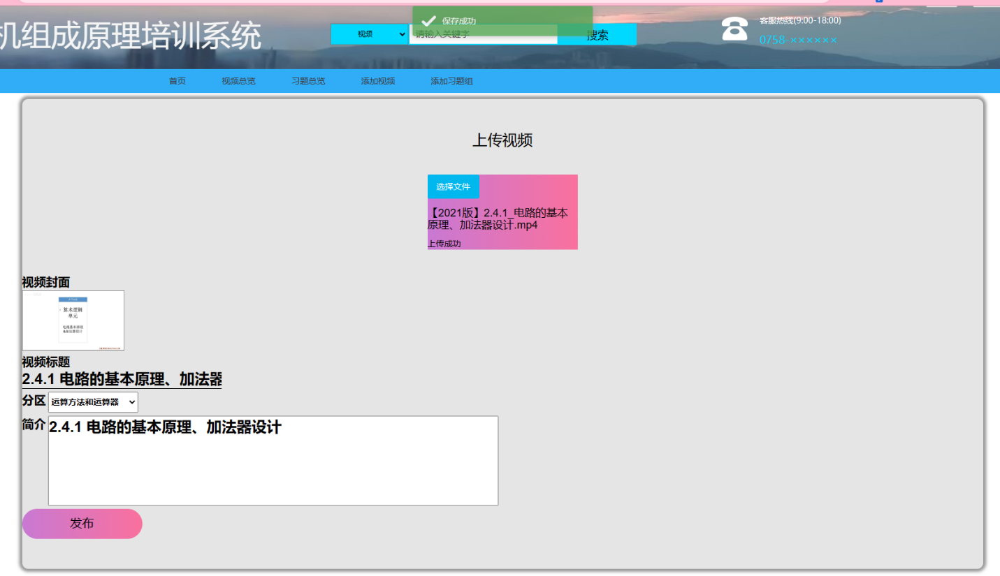 保存成功
机组成原理培训系统
视频
请输入关键字
搜索
客服热线(9:00-18:00)
0758-××××××
首页
视频总览
习题总览
添加视频
添加习题组
上传视频
选择文件
【2021版】2.4.1_电路的基本
原理、加法器设计.mp4
上传成功
视频封面
算术逻辑
单元
电路基本原理
&加法器设计
视频标题
2.4.1 电路的基本原理、加法器
分区
运算方法和运算器
简介
2.4.1 电路的基本原理、加法器设计
发布